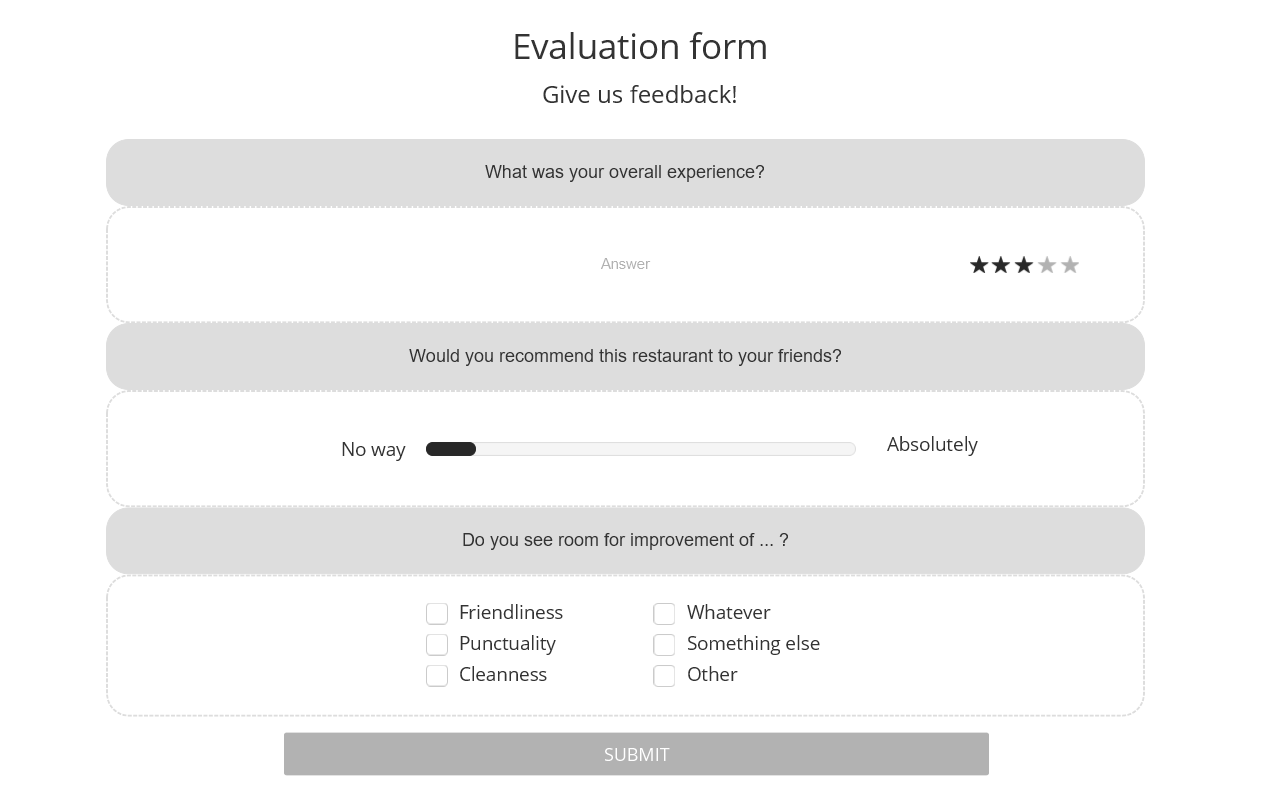 Evaluation form
Give us feedback!
What was your overall experience?
Answer
Would you recommend this restaurant to your friends?
No way
Absolutely
Do you see room for improvement of ... ?
Friendliness
Whatever
Punctuality
Something else
Cleanness
Other
SUBMIT